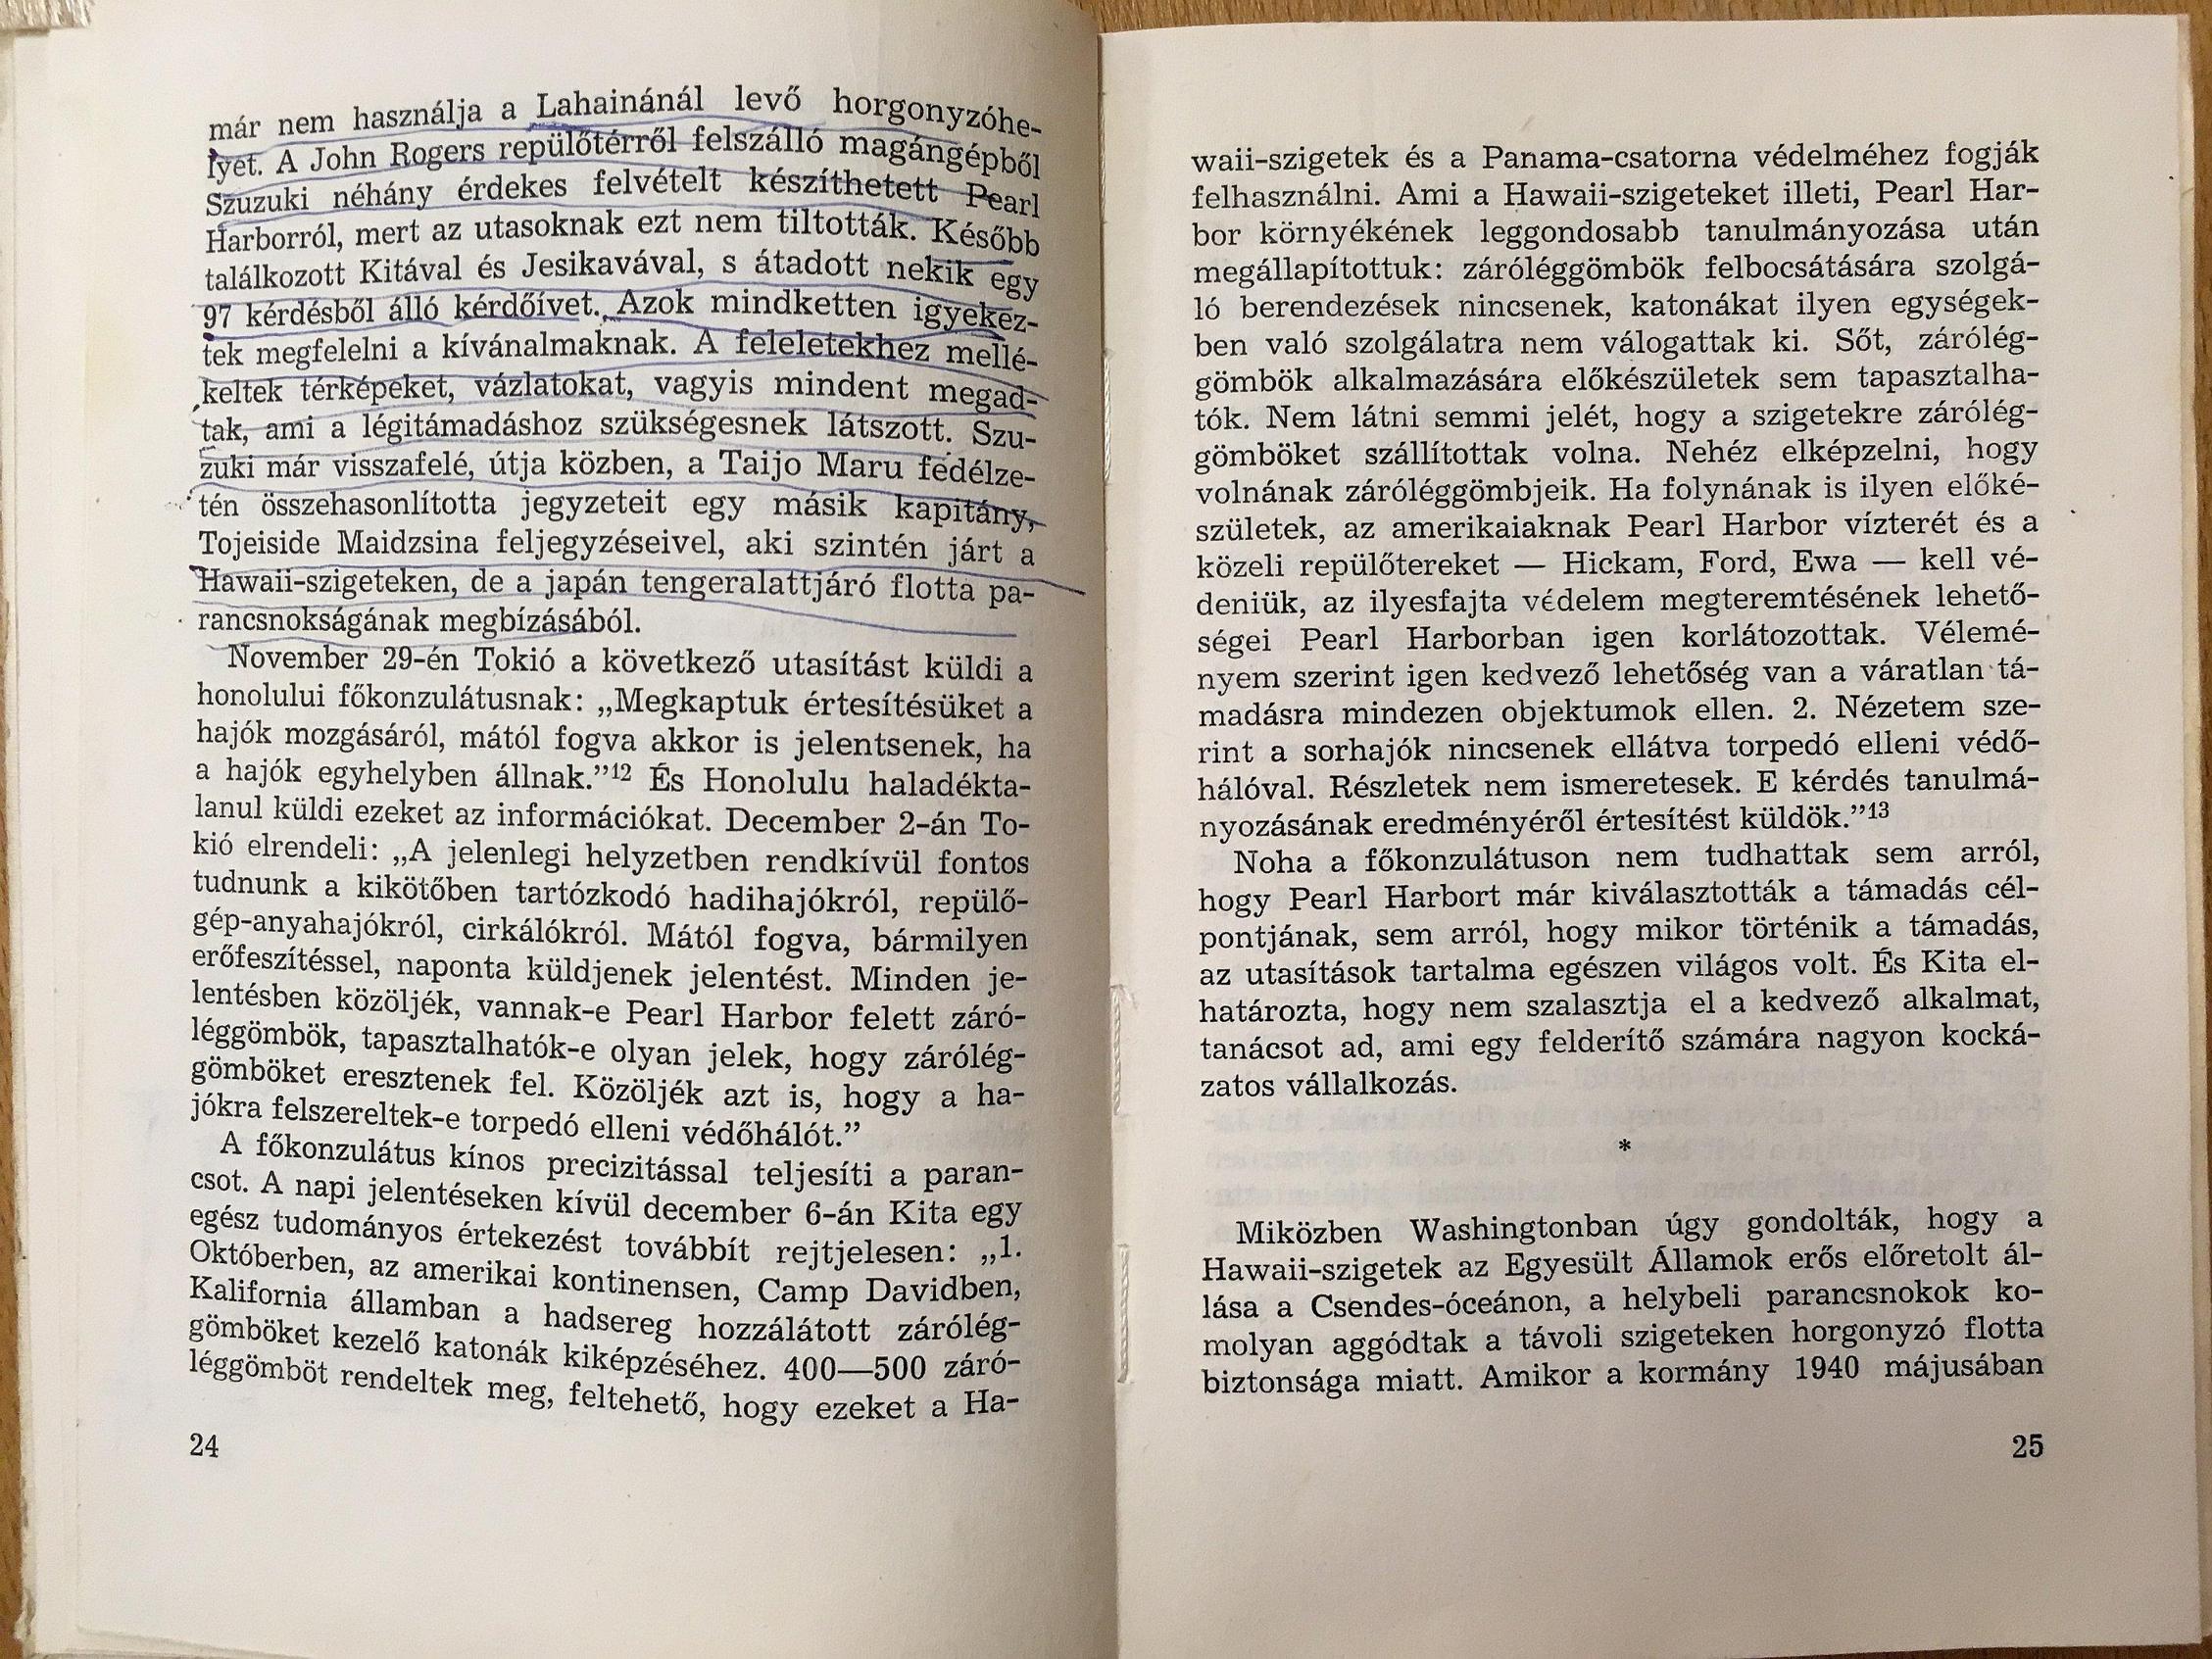 már nem használja a Lahainánál levő horgonyzóhe-
lyet. A John Rogers repülőtérről felszálló magángépből
Szuzuki néhány érdekes felvételt készíthetett Pearl
Harborról, mert az utasoknak ezt nem tiltották. Később
találkozott Kitával és Jesikavával, s átadott nekik egy
97 kérdésből álló kérdőívet. Azok mindketten igyekez-
tek megfelelni a kívánalmaknak. A feleletekhez mellé-
keltek térképeket, vázlatokat, vagyis mindent megad-
tak, ami a légitámadáshoz szükségesnek látszott. Szu-
zuki már visszafelé, útja közben, a Taijo Maru fedélze-
tén összehasonlította jegyzeteit egy másik kapitány,
Tojeiside Maidzsina feljegyzéseivel, aki szintén járt a
Hawaii-szigeteken, de a japán tengeralattjáró flotta pa-
rancsnokságának megbízásából.
November 29-én Tokió a következő utasítást küldi a
honolului főkonzulátusnak: „Megkaptuk értesítésüket a
hajók mozgásáról, mától fogva akkor is jelentsenek, ha
a hajók egyhelyben állnak.”¹² És Honolulu haladékta-
lanul küldi ezeket az információkat. December 2-án To-
kió elrendeli: „A jelenlegi helyzetben rendkívül fontos
tudnunk a kikötőben tartózkodó hadihajókról, repülő-
gép-anyahajókról, cirkálókról. Mától fogva, bármilyen
erőfeszítéssel, naponta küldjenek jelentést. Minden je-
lentésben közöljék, vannak-e Pearl Harbor felett záró-
léggömbök, tapasztalhatók-e olyan jelek, hogy zárólég-
gömböket eresztenek fel. Közöljék azt is, hogy a ha-
jókra felszereltek-e torpedó elleni védőhálót.”
A főkonzulátus kínos precizitással teljesíti a paran-
csot. A napi jelentéseken kívül december 6-án Kita egy
egész tudományos értekezést továbbít rejtjelesen: „1.
Októberben, az amerikai kontinensen, Camp Davidben,
Kalifornia államban a hadsereg hozzálátott zárólég-
gömböket kezelő katonák kiképzéséhez. 400—500 záró-
léggömböt rendeltek meg, feltehető, hogy ezeket a Ha-
24
waii-szigetek és a Panama-csatorna védelméhez fogják
felhasználni. Ami a Hawaii-szigeteket illeti, Pearl Har-
bor környékének leggondosabb tanulmányozása után
megállapítottuk: záróléggömbök felbocsátására szolgá-
ló berendezések nincsenek, katonákat ilyen egységek-
ben való szolgálatra nem válogattak ki. Sőt, zárólég-
gömbök alkalmazására előkészületek sem tapasztalha-
tók. Nem látni semmi jelét, hogy a szigetekre zárólég-
gömböket szállítottak volna. Nehéz elképzelni, hogy
volnának záróléggömbjeik. Ha folynának is ilyen előké-
születek, az amerikaiaknak Pearl Harbor vízterét és a
közeli repülőtereket — Hickam, Ford, Ewa — kell vé-
deniük, az ilyesfajta védelem megteremtésének lehető-
ségei Pearl Harborban igen korlátozottak. Vélemé-
nyem szerint igen kedvező lehetőség van a váratlan tá-
madásra mindezen objektumok ellen. 2. Nézetem sze-
rint a sorhajók nincsenek ellátva torpedó elleni védő-
hálóval. Részletek nem ismeretesek. E kérdés tanulmá-
nyozásának eredményéről értesítést küldök.”¹³
Noha a főkonzulátuson nem tudhattak sem arról,
hogy Pearl Harbort már kiválasztották a támadás cél-
pontjának, sem arról, hogy mikor történik a támadás,
az utasítások tartalma egészen világos volt. És Kita el-
határozta, hogy nem szalasztja el a kedvező alkalmat,
tanácsot ad, ami egy felderítő számára nagyon kocká-
zatos vállalkozás.
*
Miközben Washingtonban úgy gondolták, hogy a
Hawaii-szigetek az Egyesült Államok erős előretolt ál-
lása a Csendes-óceánon, a helybeli parancsnokok ko-
molyan aggódtak a távoli szigeteken horgonyzó flotta
biztonsága miatt. Amikor a kormány 1940 májusában
25